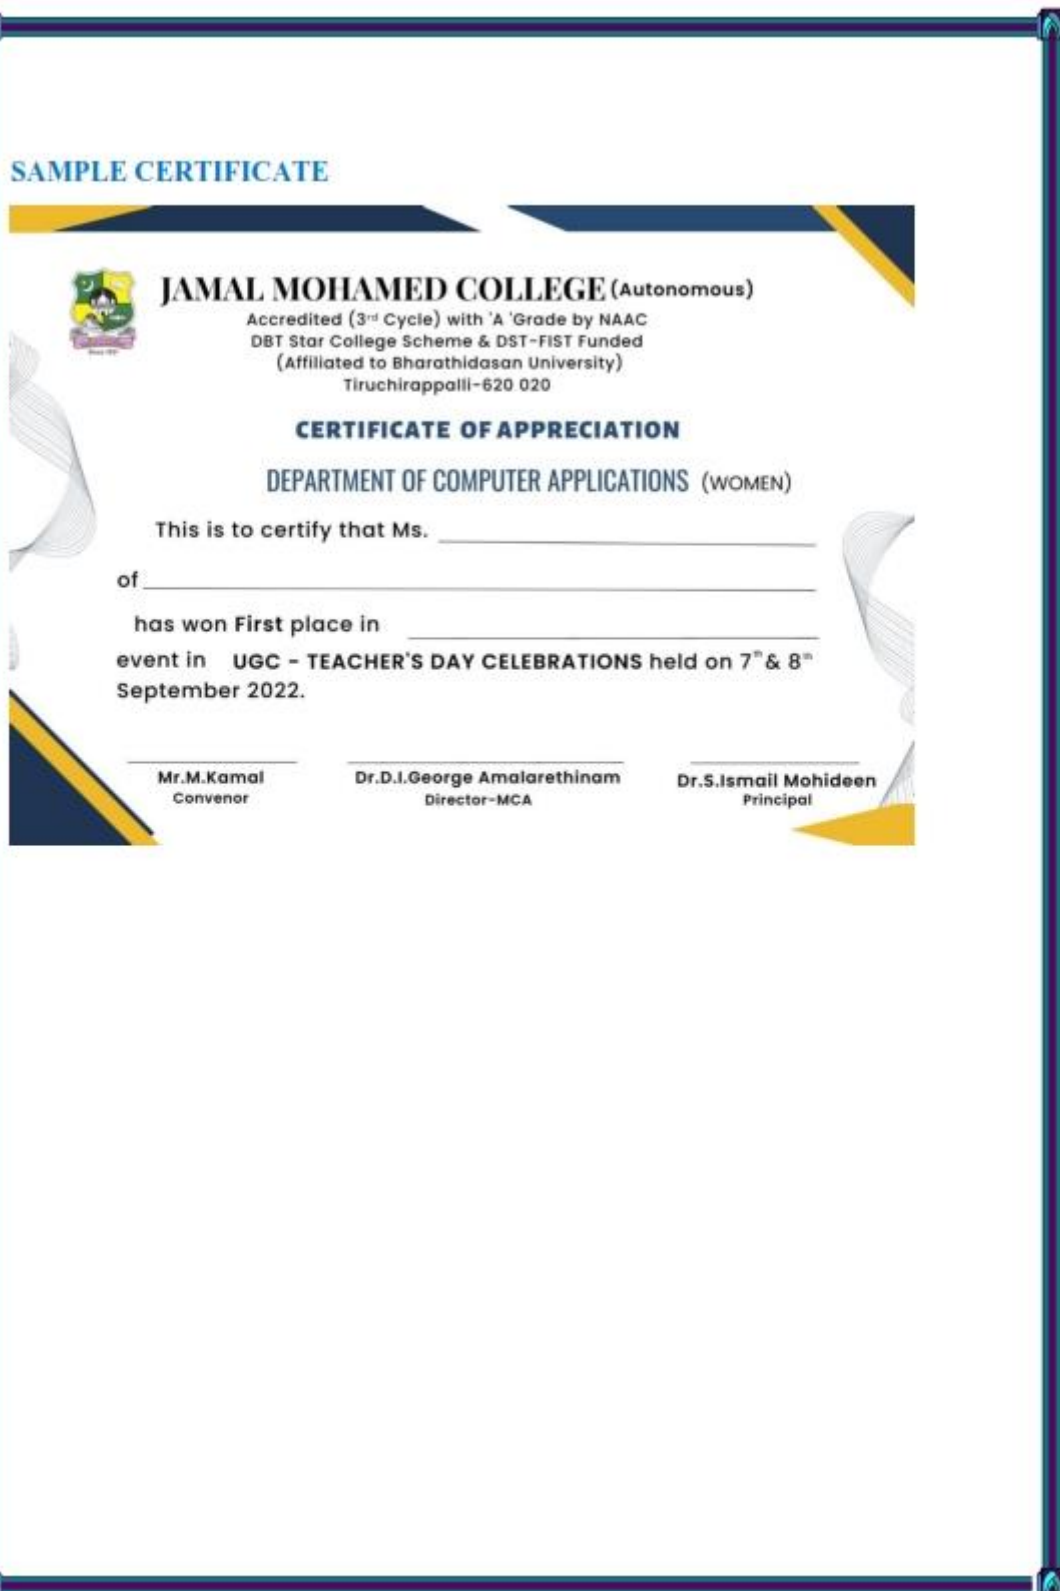 SAMPLE CERTIFICATE
JAMAL MOHAMED COLLEGE (Autonomous)
Accredited (3rd Cycle) with 'A 'Grade by NAAC
DBT Star College Scheme & DST-FIST Funded
(Affiliated to Bharathidasan University)
Tiruchirappalli-620 020
CERTIFICATE OF APPRECIATION
DEPARTMENT OF COMPUTER APPLICATIONS (WOMEN)
This is to certify that Ms.
of
has won First place in
event in UGC - TEACHER'S DAY CELEBRATIONS held on 7th & 8th
September 2022.
Mr.M.Kamal
Convenor
Dr.D.I.George Amalarethinam
Director-MCA
Dr.S.Ismail Mohideen
Principal